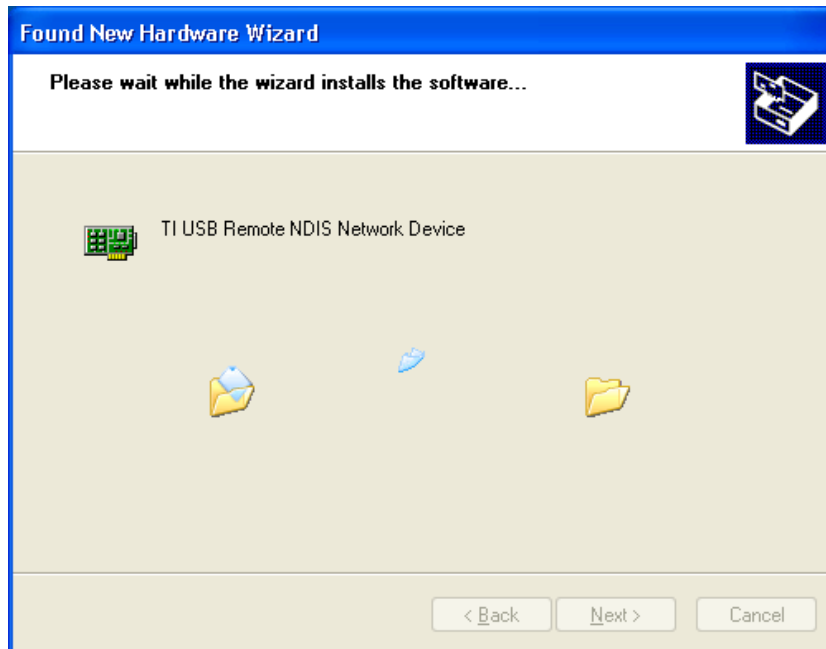 Found New Hardware Wizard
Please wait while the wizard installs the software...
TI USB Remote NDIS Network Device
< Back
Next >
Cancel